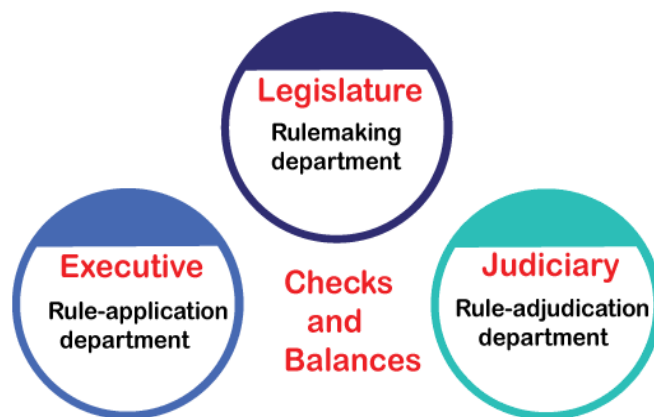 Legislature
Rulemaking
department
Executive
Rule-application
department
Checks
and
Balances
Judiciary
Rule-adjudication
department